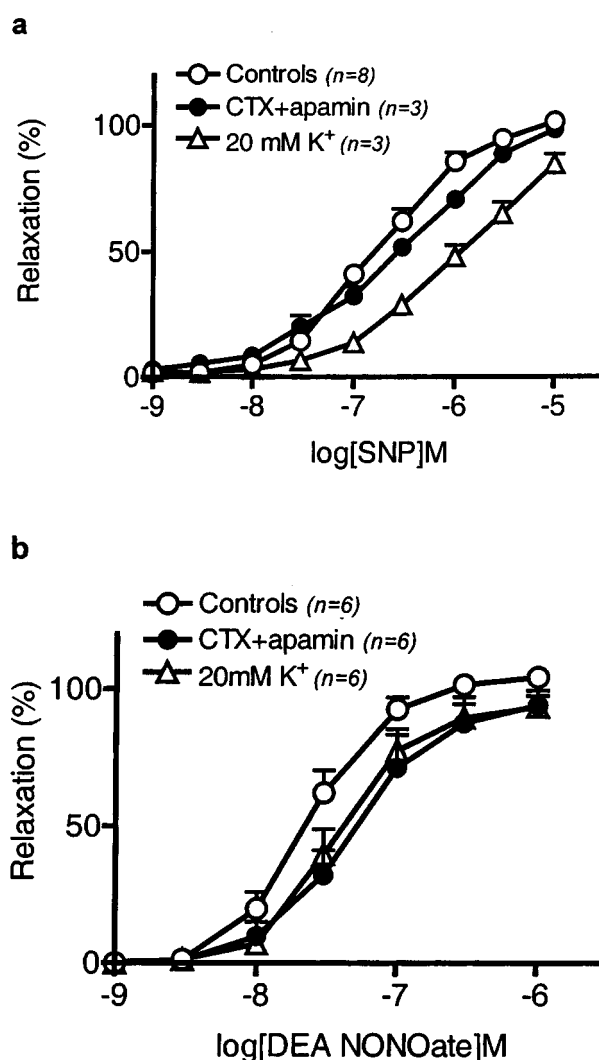 a
Controls (n=8)
CTX+apamin (n=3)
20 mM K⁺ (n=3)
Relaxation (%)
100
50
0
-9 -8 -7 -6 -5
log[SNP]M
b
Controls (n=6)
CTX+apamin (n=6)
20mM K⁺ (n=6)
Relaxation (%)
100
50
0
-9 -8 -7 -6
log[DEA NONOate]M